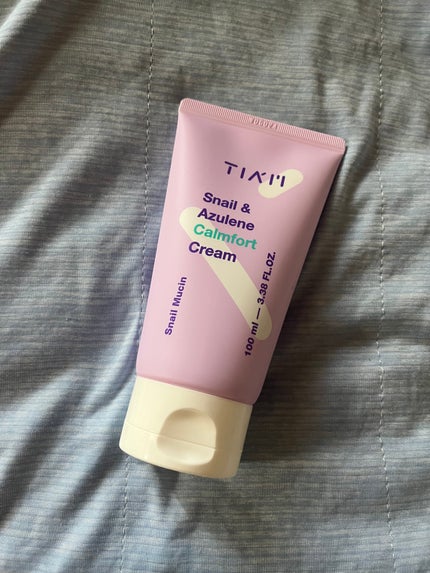 TIAM
Snail &
Azulene
Calmfort
Cream
Snail Mucin
100 ml — 3.38 FL.OZ.